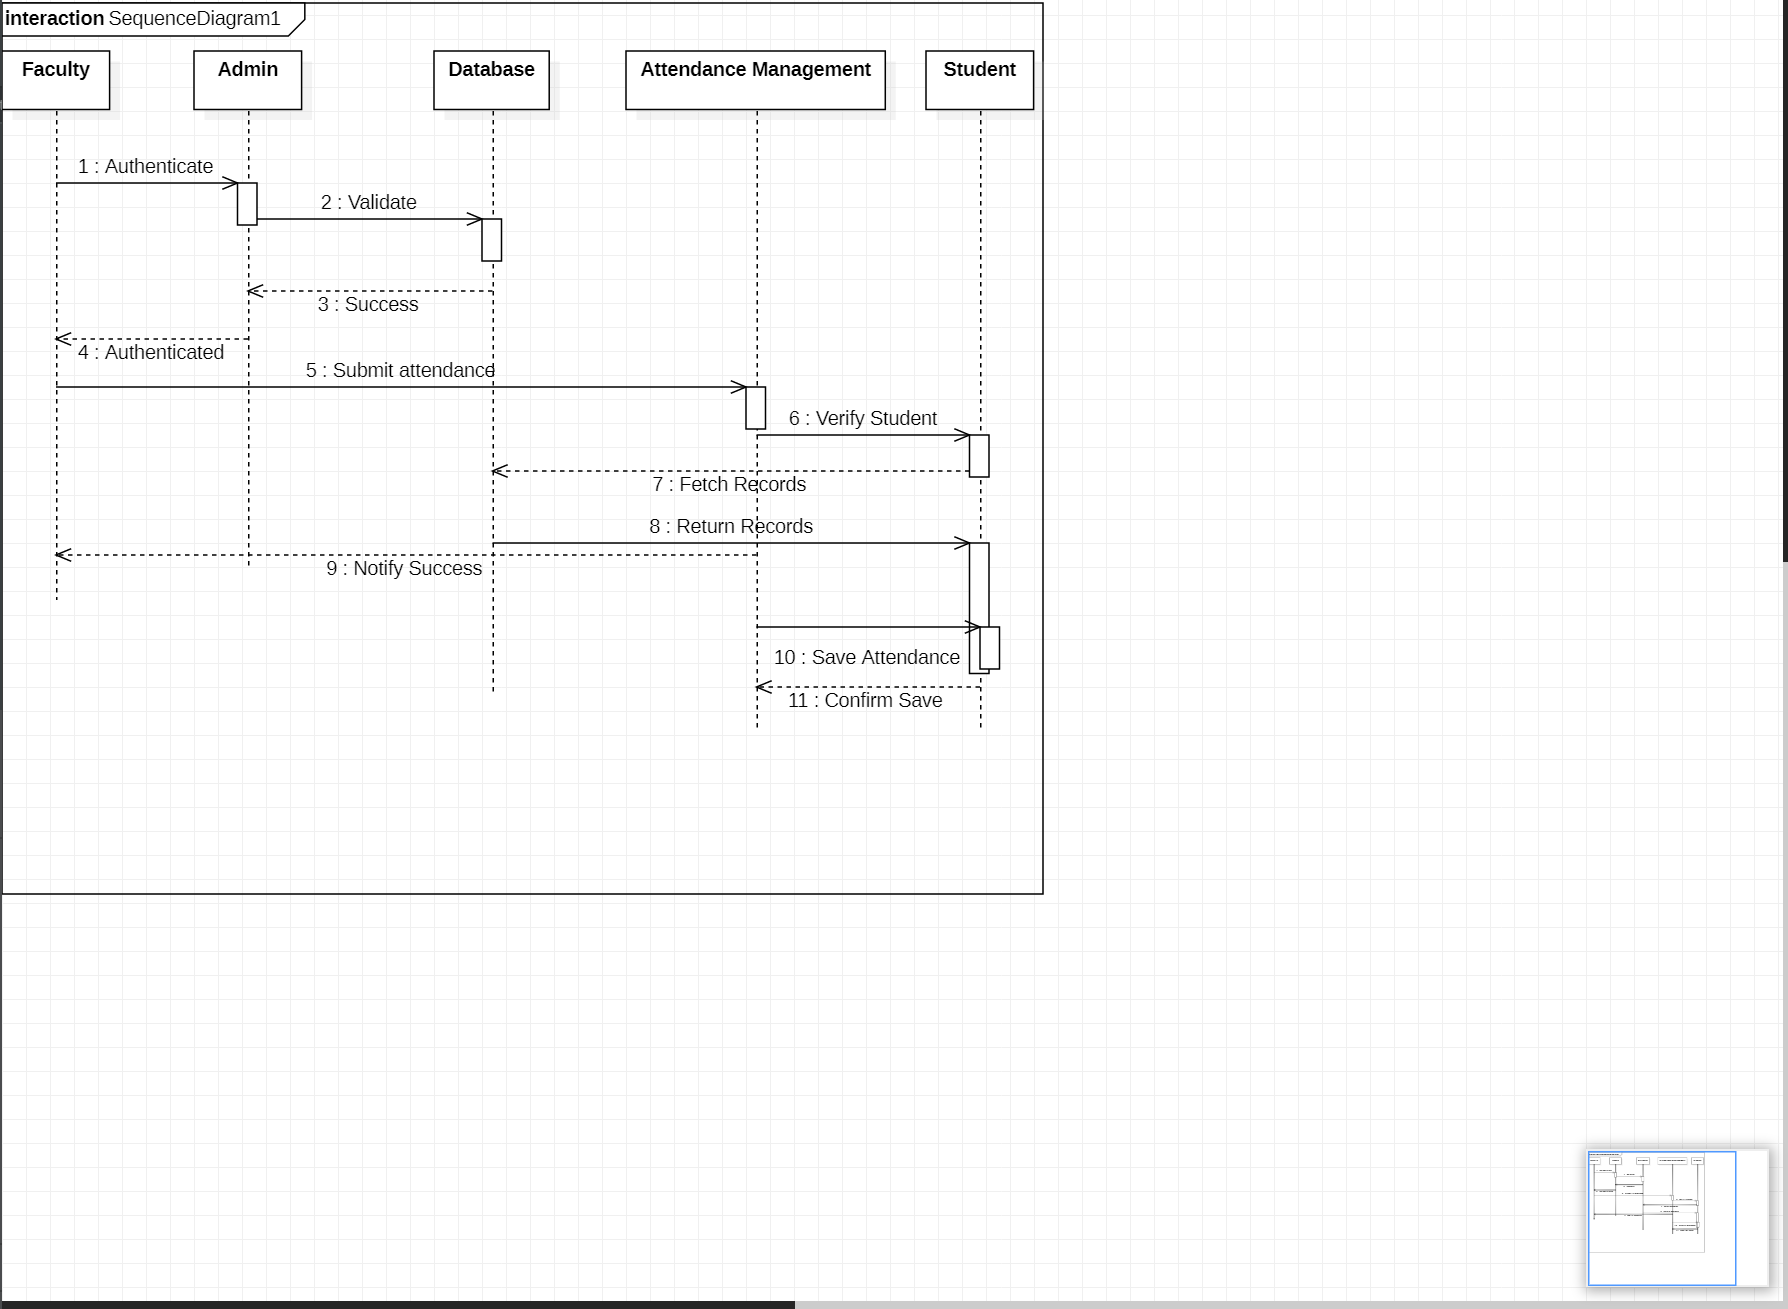 interaction SequenceDiagram1
Faculty
Admin
Database
Attendance Management
Student
1 : Authenticate
2 : Validate
3 : Success
4 : Authenticated
5 : Submit attendance
6 : Verify Student
7 : Fetch Records
8 : Return Records
9 : Notify Success
10 : Save Attendance
11 : Confirm Save